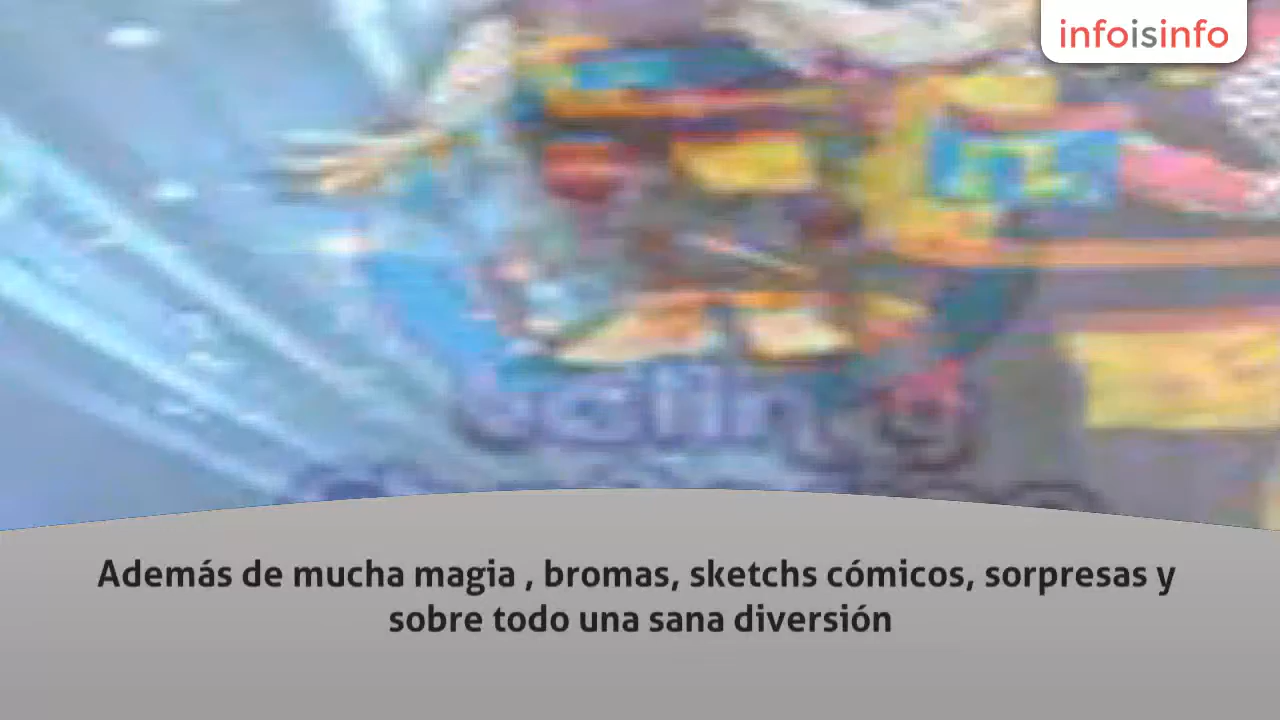 infoisinfo
Además de mucha magia , bromas, sketchs cómicos, sorpresas y
sobre todo una sana diversión